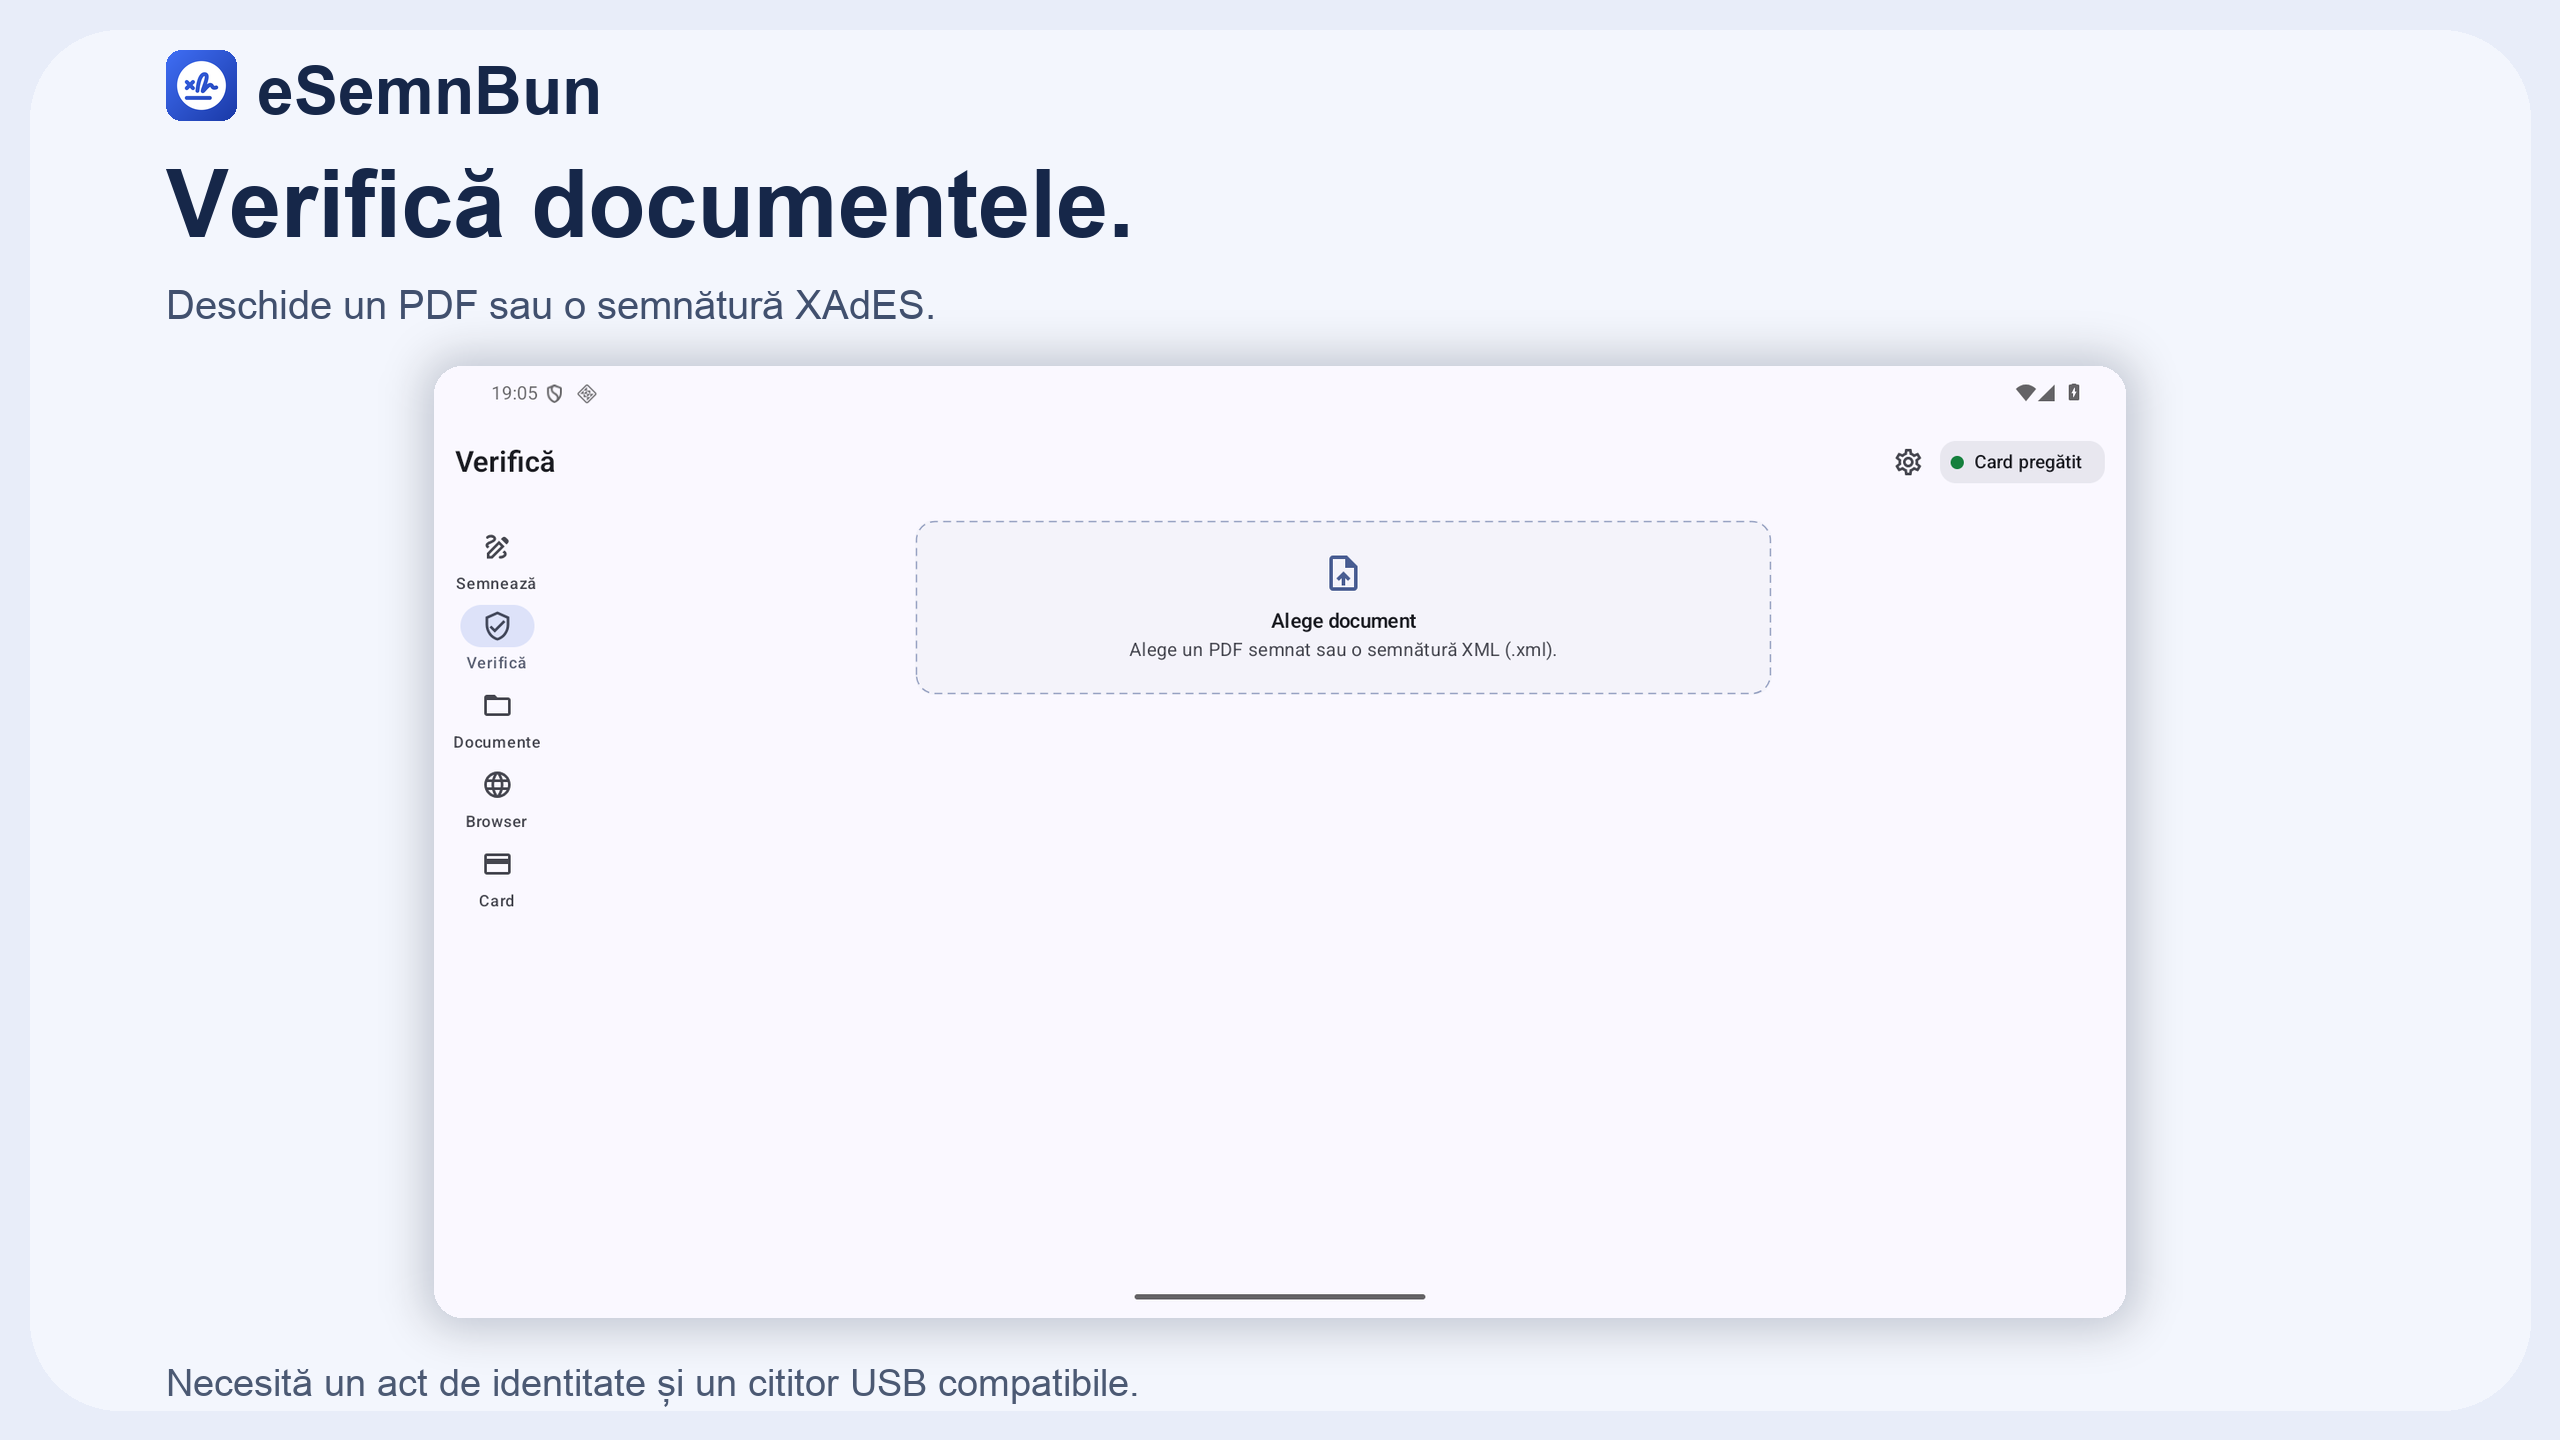 eSemnBun
Verifică documentele.
Deschide un PDF sau o semnătură XAdES.
19:05
Verifică
Card pregătit
Semnează
Verifică
Documente
Browser
Card
Alege document
Alege un PDF semnat sau o semnătură XML (.xml).
Necesită un act de identitate și un cititor USB compatibile.